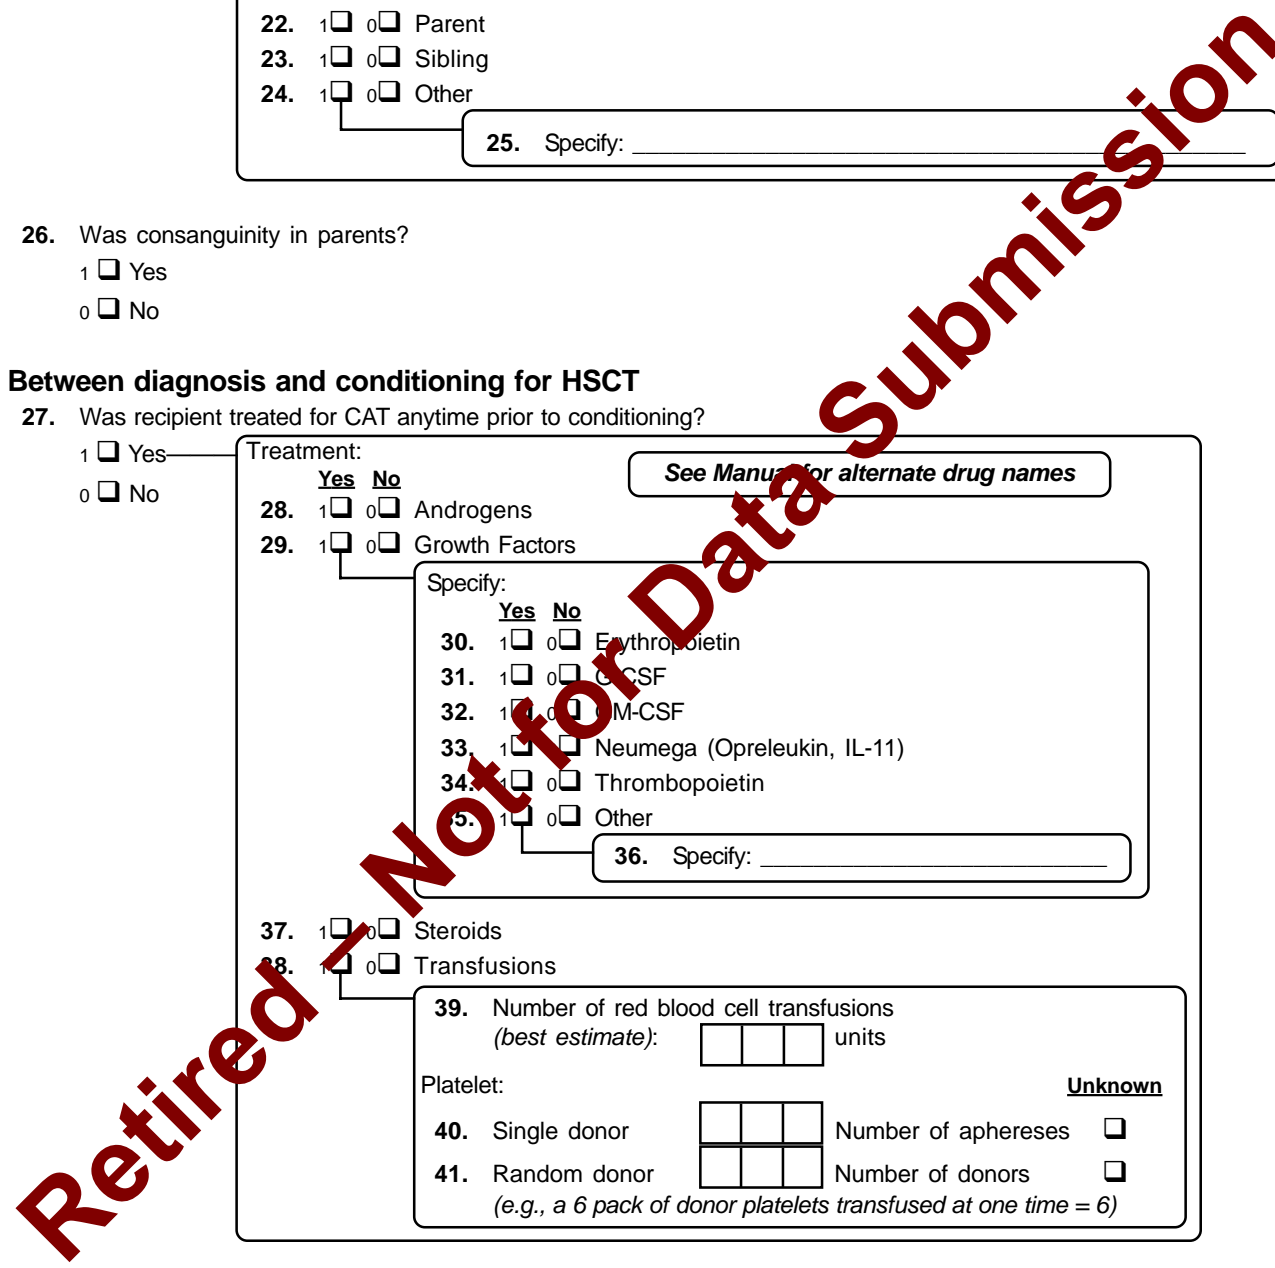 22. 1❑ 0❑ Parent
23. 1❑ 0❑ Sibling
24. 1❑ 0❑ Other
25. Specify: ______________________________________________
26. Was consanguinity in parents?
1 ❑ Yes
0 ❑ No
Between diagnosis and conditioning for HSCT
27. Was recipient treated for CAT anytime prior to conditioning?
1 ❑ Yes
0 ❑ No
Treatment:
See Manual for alternate drug names
Yes No
28. 1❑ 0❑ Androgens
29. 1❑ 0❑ Growth Factors
Specify:
Yes No
30. 1❑ 0❑ Erythropoietin
31. 1❑ 0❑ G-CSF
32. 1❑ 0❑ GM-CSF
33. 1❑ ❑ Neumega (Opreleukin, IL-11)
34. 1❑ 0❑ Thrombopoietin
35. 1❑ 0❑ Other
36. Specify: __________________________
37. 1❑ 0❑ Steroids
38. 1❑ 0❑ Transfusions
39. Number of red blood cell transfusions
(best estimate): units
Platelet: Unknown
40. Single donor Number of aphereses ❑
41. Random donor Number of donors ❑
(e.g., a 6 pack of donor platelets transfused at one time = 6)
Retired – Not for Data Submission